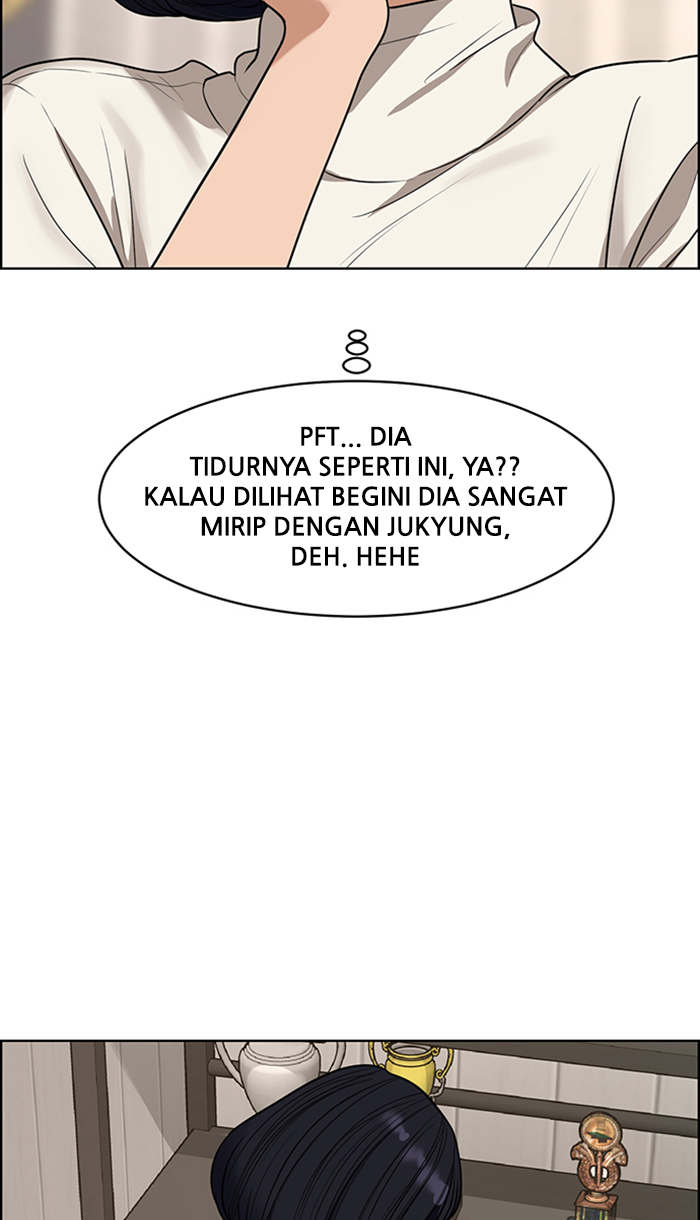 PFT... DIA
TIDURNYA SEPERTI INI, YA??
KALAU DILIHAT BEGINI DIA SANGAT
MIRIP DENGAN JUKYUNG,
DEH. HEHE